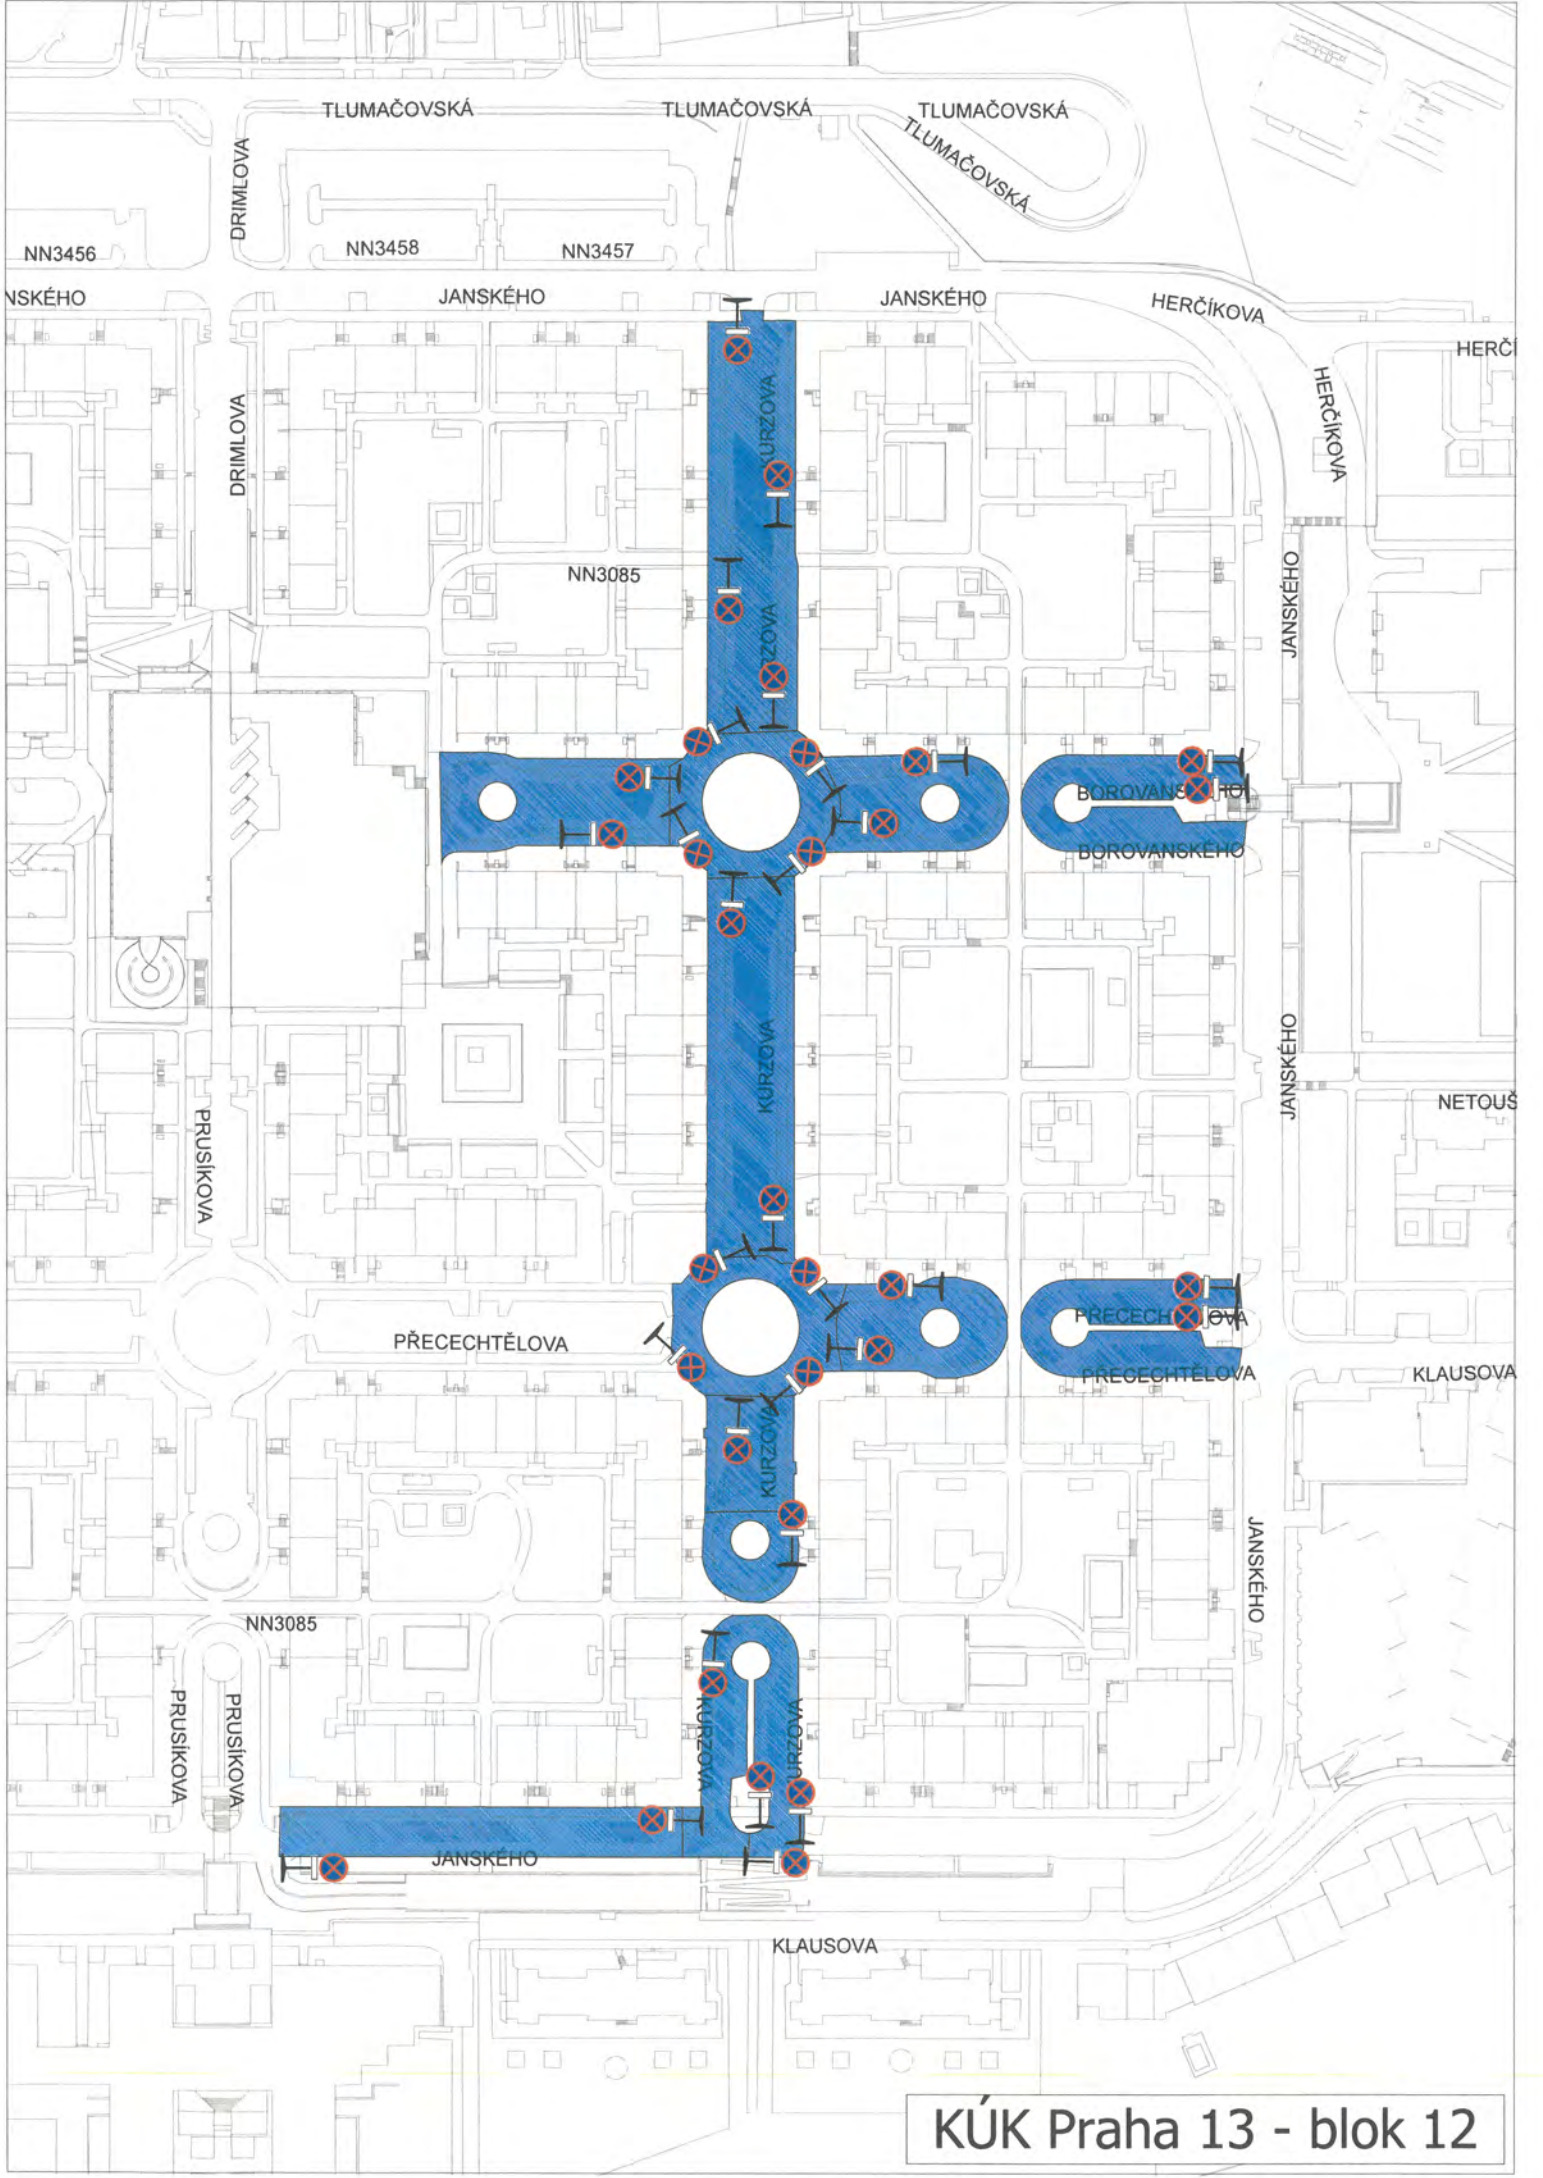 TLUMAČOVSKÁ
TLUMAČOVSKÁ
TLUMAČOVSKÁ
TLUMAČOVSKÁ
DRIMLOVA
NN3456
NN3458
NN3457
NSKÉHO
JANSKÉHO
JANSKÉHO
HERČÍKOVA
HERČÍ
HERČÍKOVA
KURZOVA
DRIMLOVA
NN3085
JANSKÉHO
BOROVANSKÉHO
JANSKÉHO
KURZOVA
NETOUŠ
PRUSÍKOVA
PŘECECHTĚLOVA
PŘECECHTĚLOVA
KLAUSOVA
KURZOVA
JANSKÉHO
NN3085
PRUSÍKOVA
PRUSÍKOVA
KURZOVA
URZOVA
JANSKÉHO
KLAUSOVA
KÚK Praha 13 - blok 12